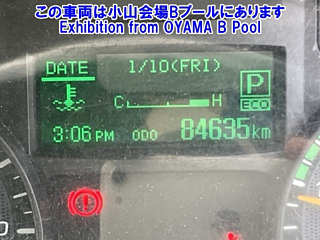 この車両は小山会場Bプールにあります
Exhibition from OYAMA B Pool
DATE 1/10(FRI) P
C H ECO
3:06 PM ODO 84635 km
0